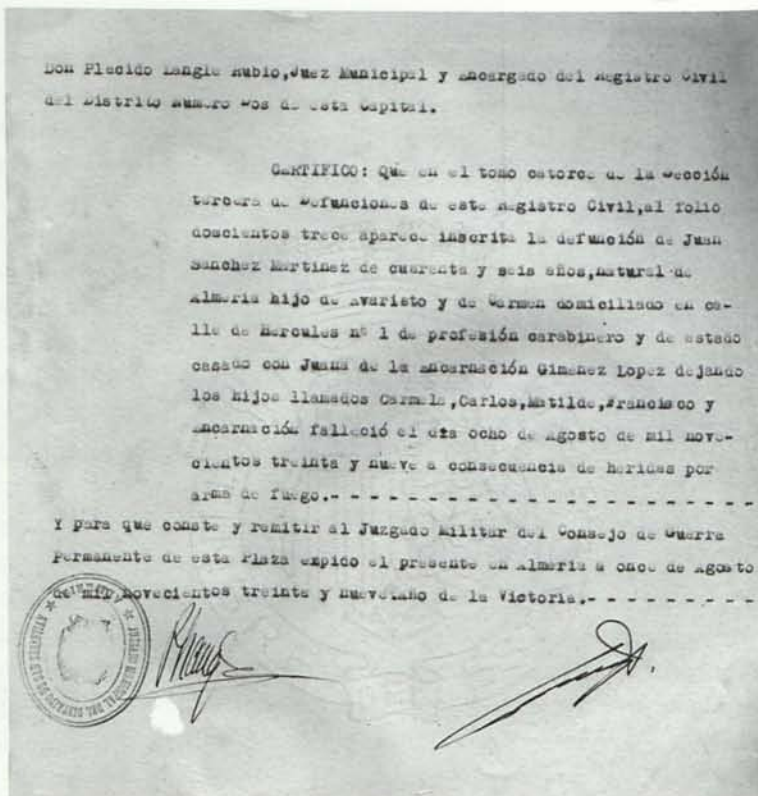 Don Placido Langle Rubio,Juez Municipal y Encargado del Registro Civil
del Distrito Numero Dos de esta Capital.
CERTIFICO: Que en el tomo catorce de la Sección
tercera de Defunciones de este Registro Civil,al folio
doscientos trece aparece inscrita la defunción de Juan
Sanchez Martinez de cuarenta y seis años,natural de
Almeria hijo de Avaristo y de Carmen domiciliado en ca-
lle de Hercules nº 1 de profesión carabinero y de estado
casado con Juana de la Encarnación Gimenez Lopez dejando
los hijos llamados Carmela,Carlos,Matilde,Francisco y
Encarnación falleció el dia ocho de Agosto de mil nove-
cientos treinta y nueve a consecuencia de heridas por
arma de fuego.- - - - - - - - - - - - - - - - - - - - - - - -
Y para que conste y remitir al Juzgado Militar del Consejo de Guerra
Permanente de esta Plaza expido el presente en Almeria a once de Agosto
de mil novecientos treinta y nueve año de la Victoria.- - - - - - - - -
JUZGADO MUNICIPAL DEL DISTRITO
ALMERIA